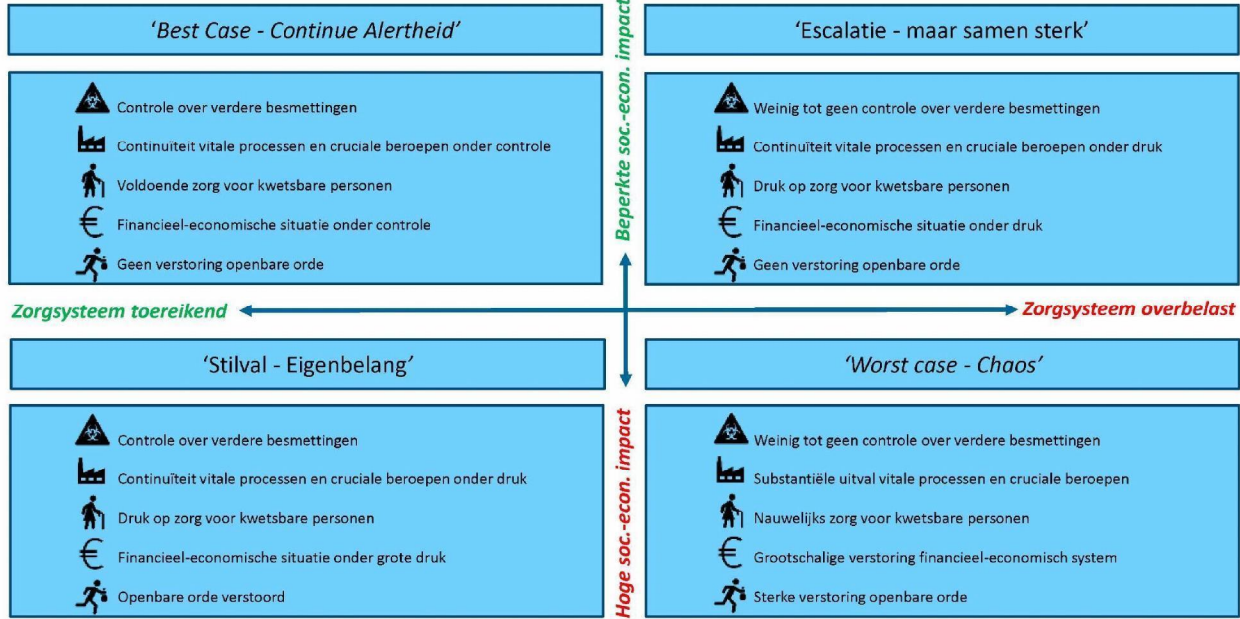 'Best Case - Continue Alertheid'
Controle over verdere besmettingen
Continuïteit vitale processen en cruciale beroepen onder controle
Voldoende zorg voor kwetsbare personen
€ Financieel-economische situatie onder controle
Geen verstoring openbare orde
Beperkte soc.-econ. impact
'Escalatie - maar samen sterk'
Weinig tot geen controle over verdere besmettingen
Continuïteit vitale processen en cruciale beroepen onder druk
Druk op zorg voor kwetsbare personen
€ Financieel-economische situatie onder druk
Geen verstoring openbare orde
Zorgsysteem toereikend
Zorgsysteem overbelast
'Stilval - Eigenbelang'
Controle over verdere besmettingen
Continuïteit vitale processen en cruciale beroepen onder druk
Druk op zorg voor kwetsbare personen
€ Financieel-economische situatie onder grote druk
Openbare orde verstoord
Hoge soc.-econ. impact
'Worst case - Chaos'
Weinig tot geen controle over verdere besmettingen
Substantiële uitval vitale processen en cruciale beroepen
Nauwelijks zorg voor kwetsbare personen
€ Grootschalige verstoring financieel-economisch system
Sterke verstoring openbare orde